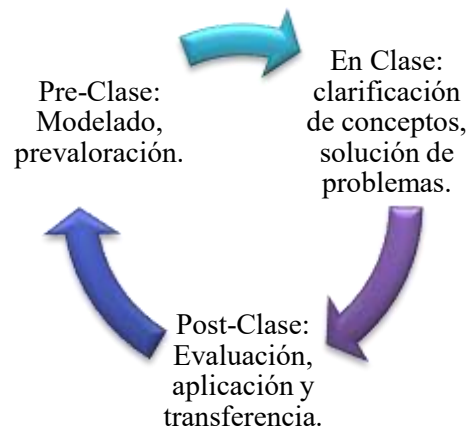 Pre-Clase:
Modelado,
prevaloración.
En Clase:
clarificación
de conceptos,
solución de
problemas.
Post-Clase:
Evaluación,
aplicación y
transferencia.